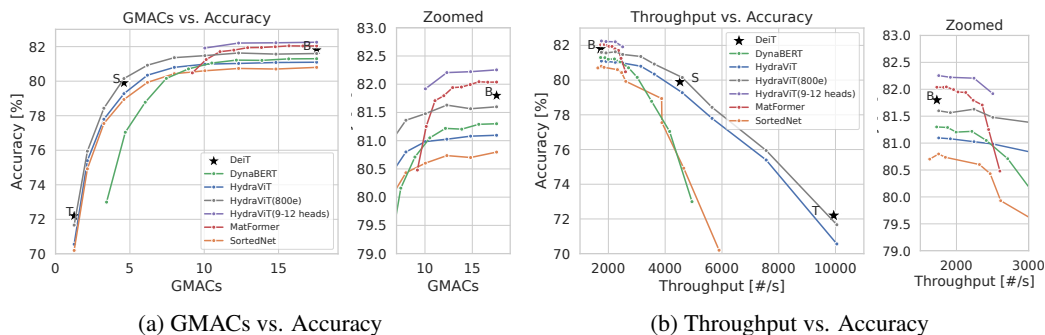 GMACs vs. Accuracy
Accuracy [%]
82
80
78
76
74
72
70
0
5
10
15
GMACs
T
S
B
DeiT
DynaBERT
HydraViT
HydraViT(800e)
HydraViT(9-12 heads)
MatFormer
SortedNet
Zoomed
83.0
82.5
82.0
81.5
81.0
80.5
80.0
79.5
79.0
B
10
15
GMACs
Throughput vs. Accuracy
Accuracy [%]
82
80
78
76
74
72
70
B
S
T
DeiT
DynaBERT
HydraViT
HydraViT(800e)
HydraViT(9-12 heads)
MatFormer
SortedNet
2000
4000
6000
8000
10000
Throughput [#/s]
Zoomed
83.0
82.5
82.0
81.5
81.0
80.5
80.0
79.5
79.0
B
2000
3000
Throughput [#/s]
(a) GMACs vs. Accuracy
(b) Throughput vs. Accuracy